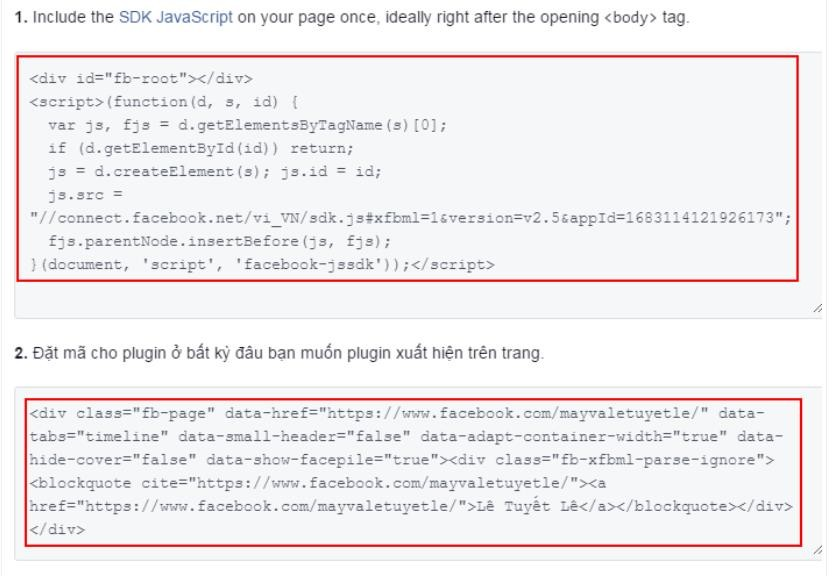 1. Include the SDK JavaScript on your page once, ideally right after the opening <body> tag.
<div id="fb-root"></div>
<script>(function(d, s, id) {
  var js, fjs = d.getElementsByTagName(s)[0];
  if (d.getElementById(id)) return;
  js = d.createElement(s); js.id = id;
  js.src =
"//connect.facebook.net/vi_VN/sdk.js#xfbml=1&version=v2.5&appId=1683114121926173";
  fjs.parentNode.insertBefore(js, fjs);
}(document, 'script', 'facebook-jssdk'));</script>
2. Đặt mã cho plugin ở bất kỳ đâu bạn muốn plugin xuất hiện trên trang.
<div class="fb-page" data-href="https://www.facebook.com/mayvaletuyetle/" data-
tabs="timeline" data-small-header="false" data-adapt-container-width="true" data-
hide-cover="false" data-show-facepile="true"><div class="fb-xfbml-parse-ignore">
<blockquote cite="https://www.facebook.com/mayvaletuyetle/"><a
href="https://www.facebook.com/mayvaletuyetle/">Lê Tuyết Lê</a></blockquote></div>
</div>